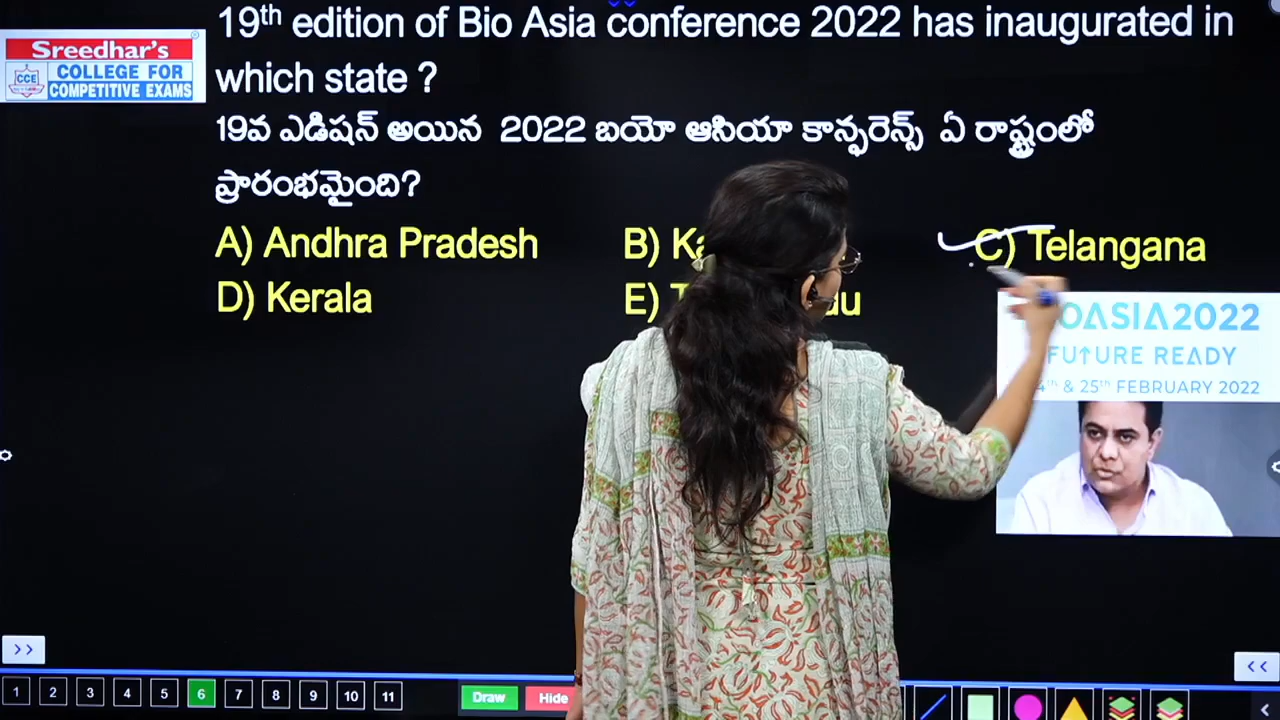 19th edition of Bio Asia conference 2022 has inaugurated in
which state ?
Sreedhar's
CCE
COLLEGE FOR
COMPETITIVE EXAMS
19వ ఎడిషన్ అయిన 2022 బయో ఆసియా కాన్ఫరెన్స్ ఏ రాష్ట్రంలో
ప్రారంభమైంది?
A) Andhra Pradesh B) C) Telangana
D) Kerala E)
ASIA2022
FUTURE READY
& 25th FEBRUARY 2022
>> <<
1 2 3 4 5 6 7 8 9 10 11 Draw Hide <